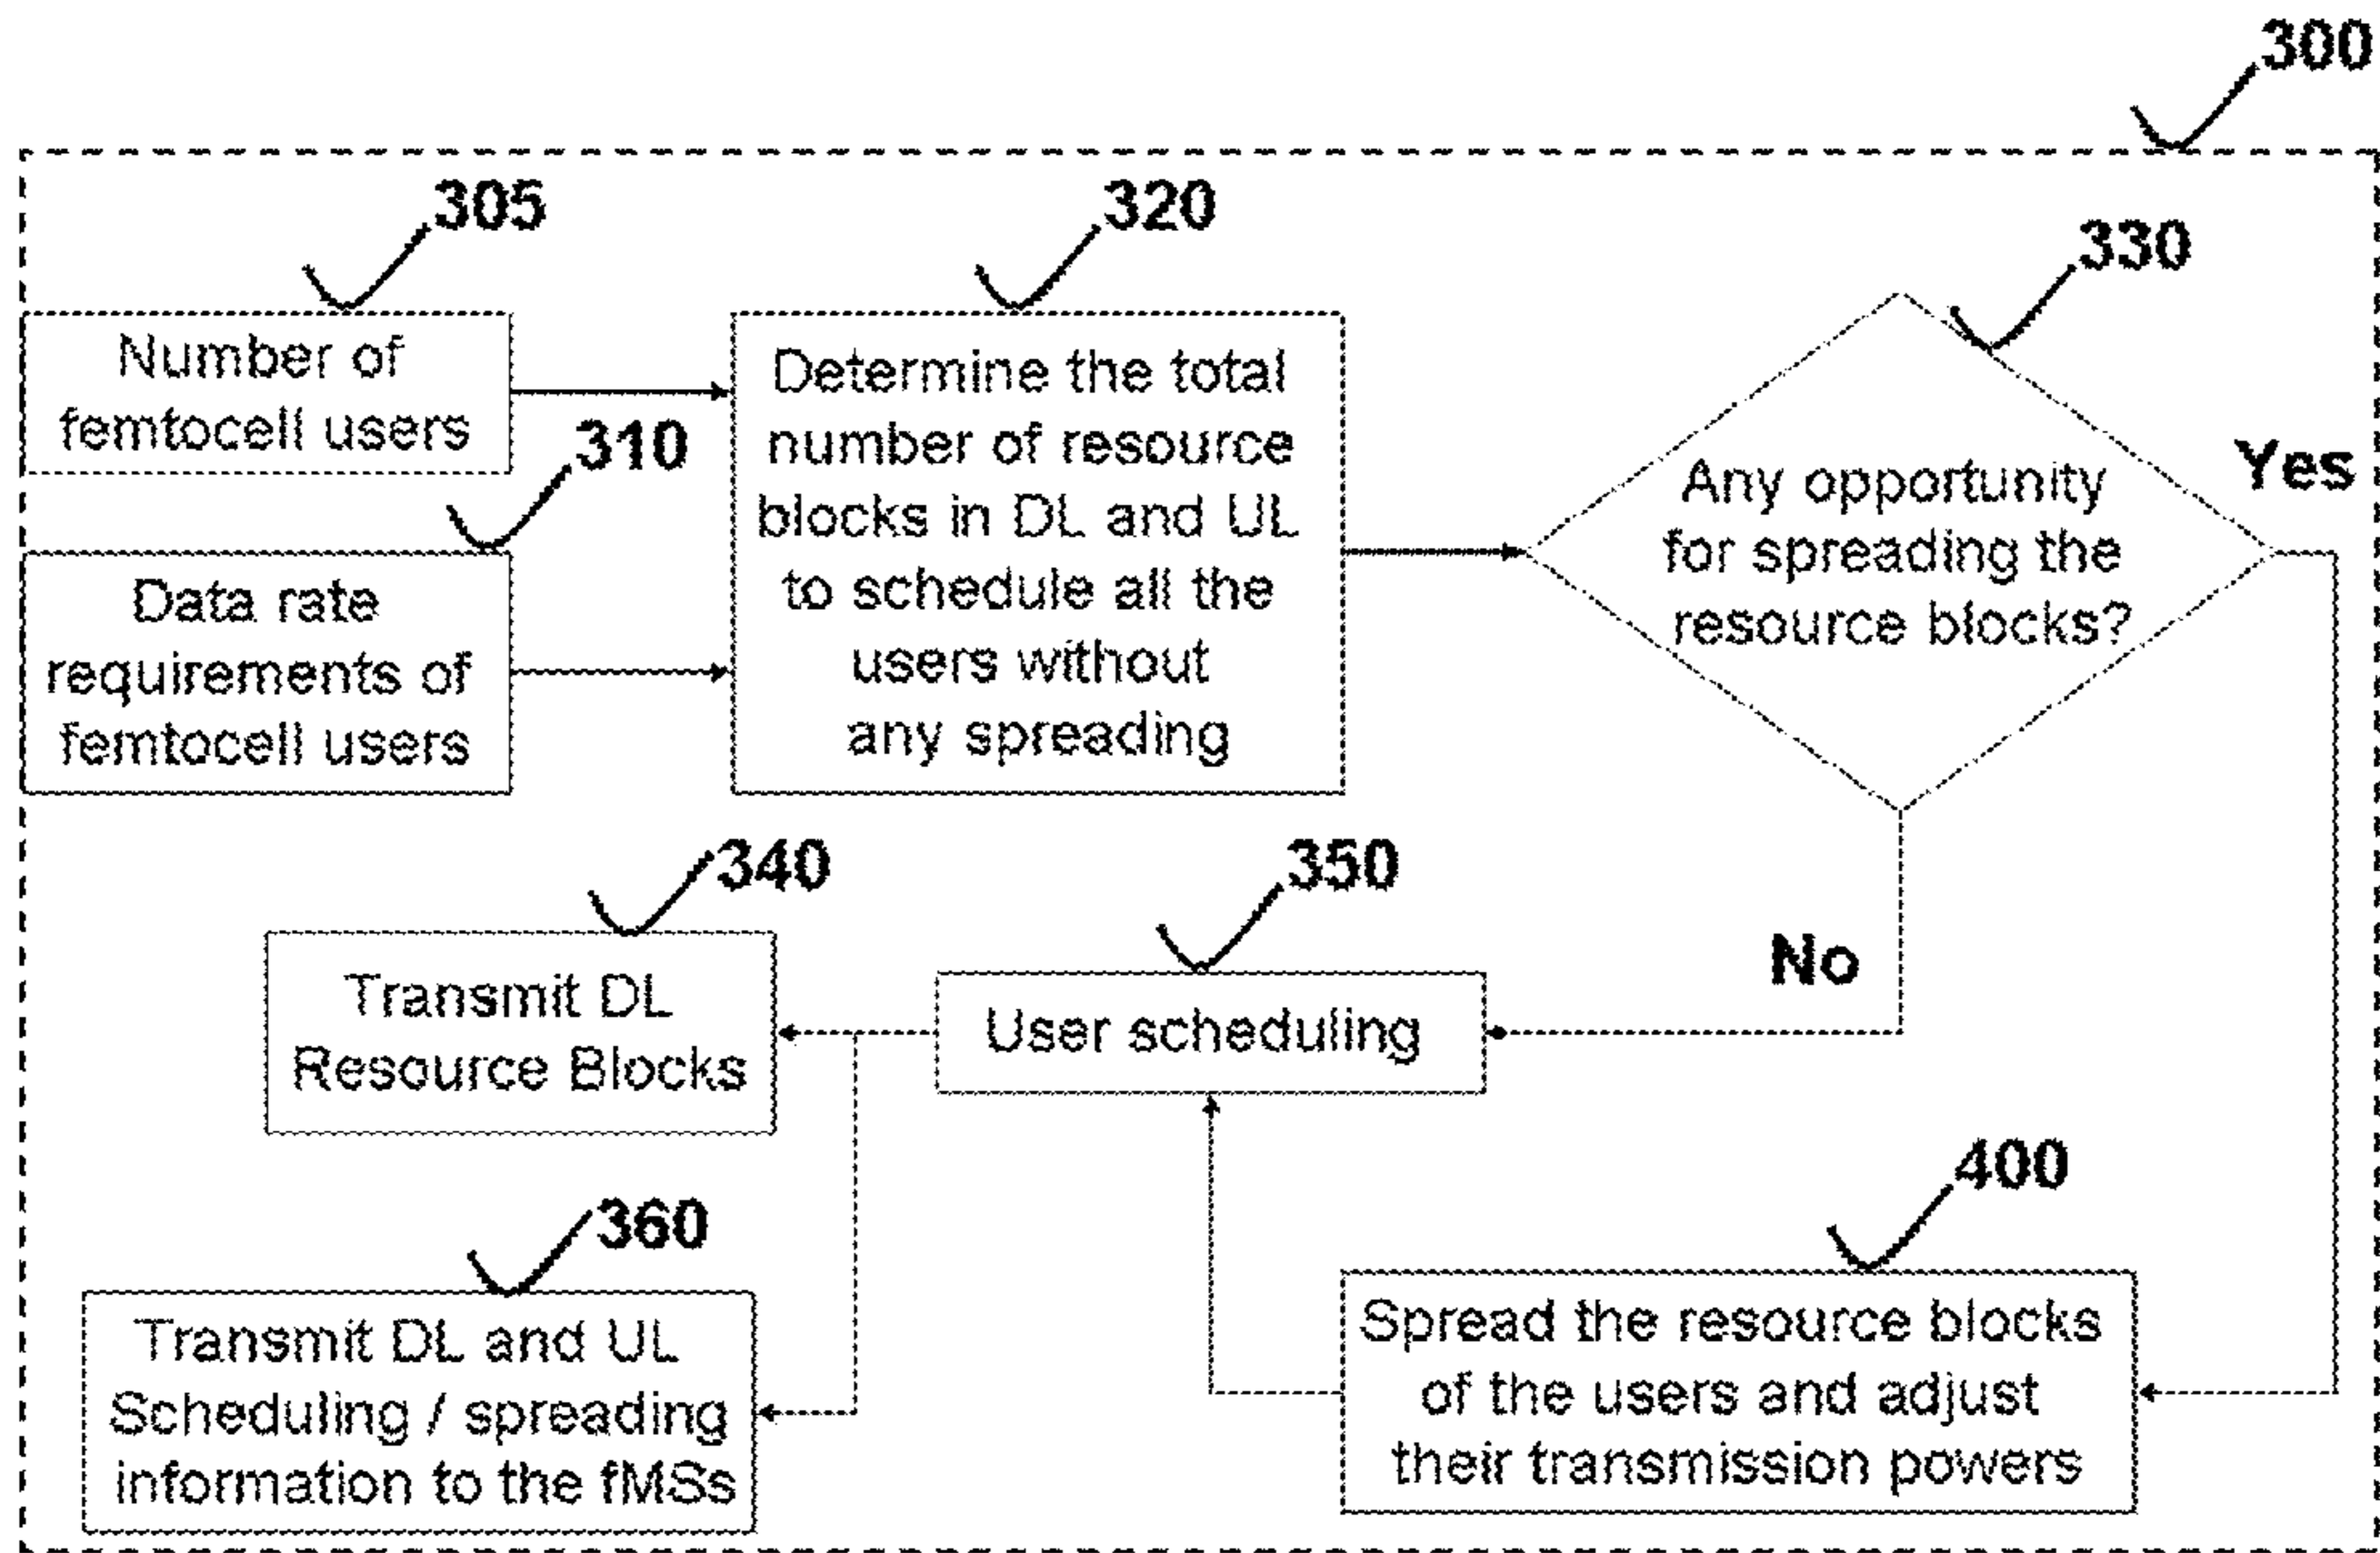 300
305
Number of
femtocell users
310
Data rate
requirements of
femtocell users
320
Determine the total
number of resource
blocks in DL and UL
to schedule all the
users without
any spreading
330
Any opportunity
for spreading the
resource blocks?
Yes
No
340
Transmit DL
Resource Blocks
350
User scheduling
360
Transmit DL and UL
Scheduling / spreading
information to the fMSs
400
Spread the resource blocks
of the users and adjust
their transmission powers